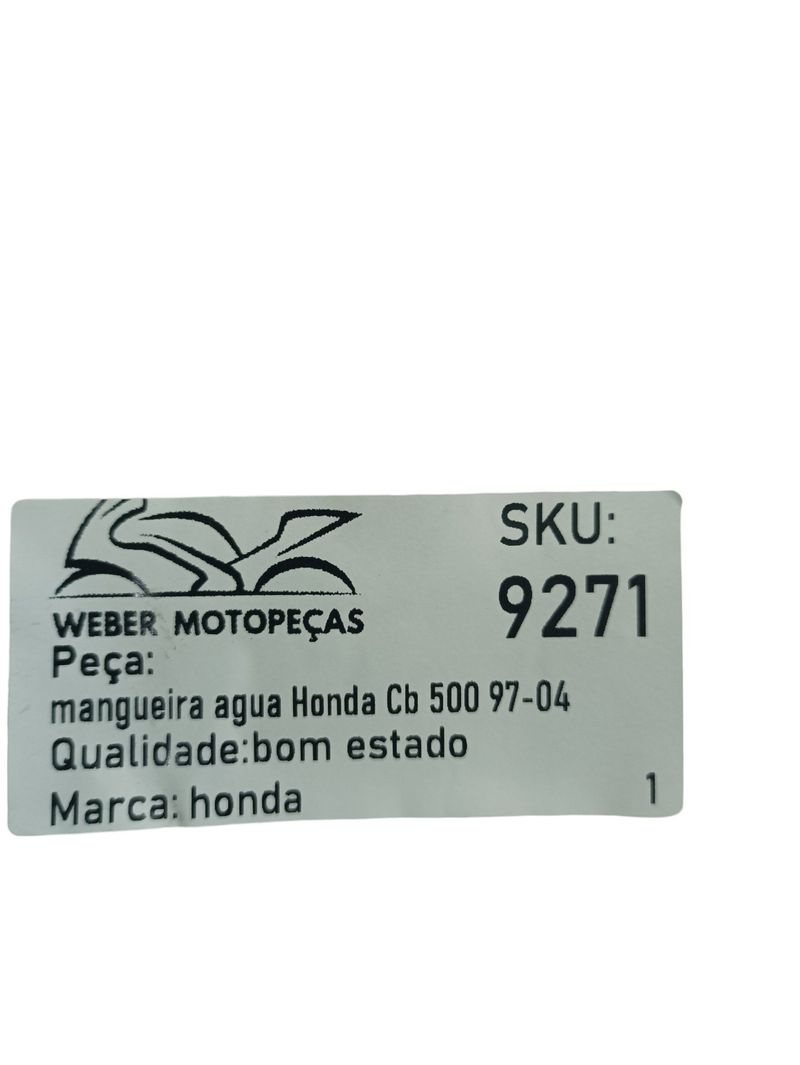 WEBER MOTOPEÇAS
SKU:
9271
Peça:
mangueira agua Honda Cb 500 97-04
Qualidade:bom estado
Marca: honda
1